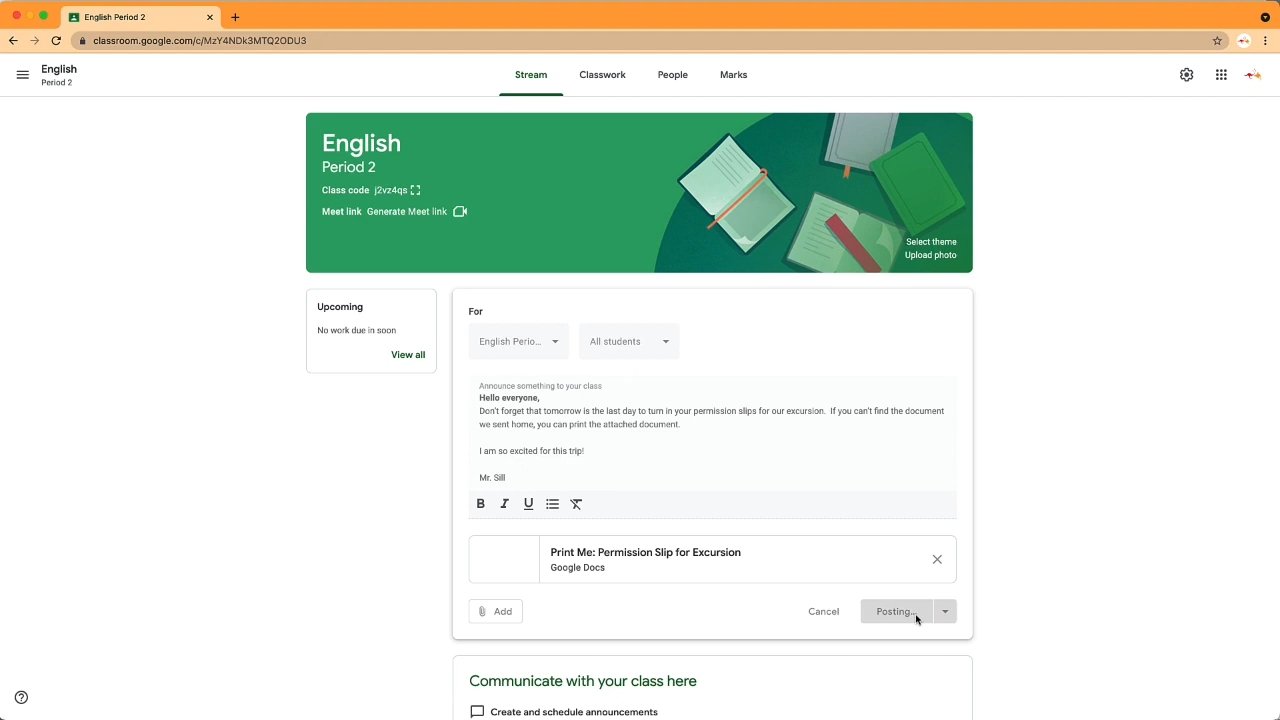 English Period 2
classroom.google.com/c/MzY4NDk3MTQ2ODU3
English
Period 2
Stream
Classwork
People
Marks
English
Period 2
Class code j2vz4qs
Meet link Generate Meet link
Select theme
Upload photo
Upcoming
No work due in soon
View all
For
English Perio...
All students
Announce something to your class
Hello everyone,
Don't forget that tomorrow is the last day to turn in your permission slips for our excursion. If you can't find the document
we sent home, you can print the attached document.
I am so excited for this trip!
Mr. Sill
B I U
Print Me: Permission Slip for Excursion
Google Docs
Add
Cancel
Posting...
Communicate with your class here
Create and schedule announcements